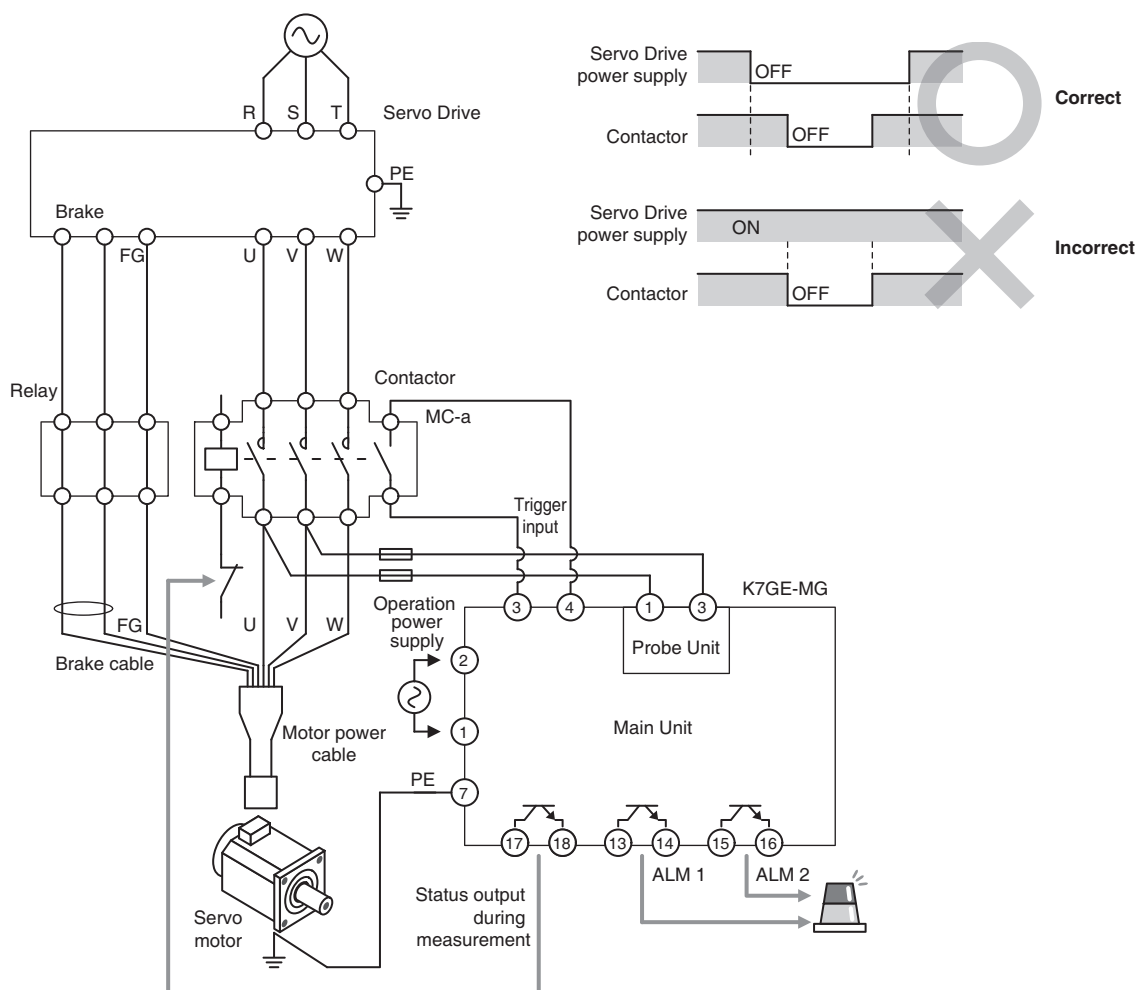 R
S
T
Servo Drive
PE
Brake
FG
U
V
W
Servo Drive
power supply
OFF
Contactor
OFF
Correct
Servo Drive
power supply
ON
Contactor
OFF
Incorrect
Relay
Contactor
MC-a
Trigger
input
K7GE-MG
3
4
1
3
Probe Unit
Operation
power
supply
2
1
Main Unit
FG
U
V
W
Brake cable
Motor power
cable
PE
7
17
18
13
14
15
16
ALM 1
ALM 2
Status output
during
measurement
Servo
motor